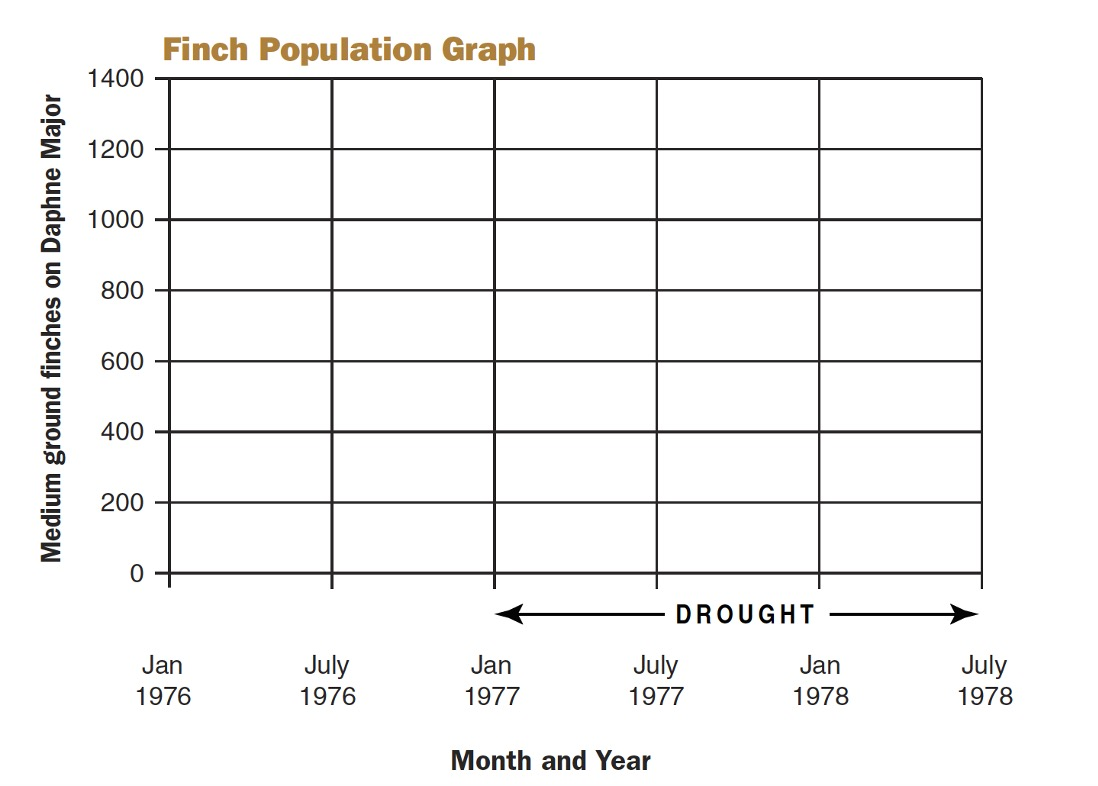 Finch Population Graph
Medium ground finches on Daphne Major
1400
1200
1000
800
600
400
200
0
DROUGHT
Jan July Jan July Jan July
1976 1976 1977 1977 1978 1978
Month and Year